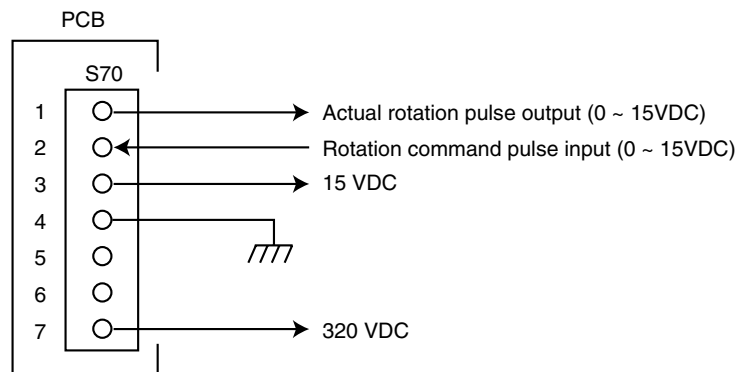 PCB
S70
1 Actual rotation pulse output (0 ~ 15VDC)
2 Rotation command pulse input (0 ~ 15VDC)
3 15 VDC
4
5
6
7 320 VDC